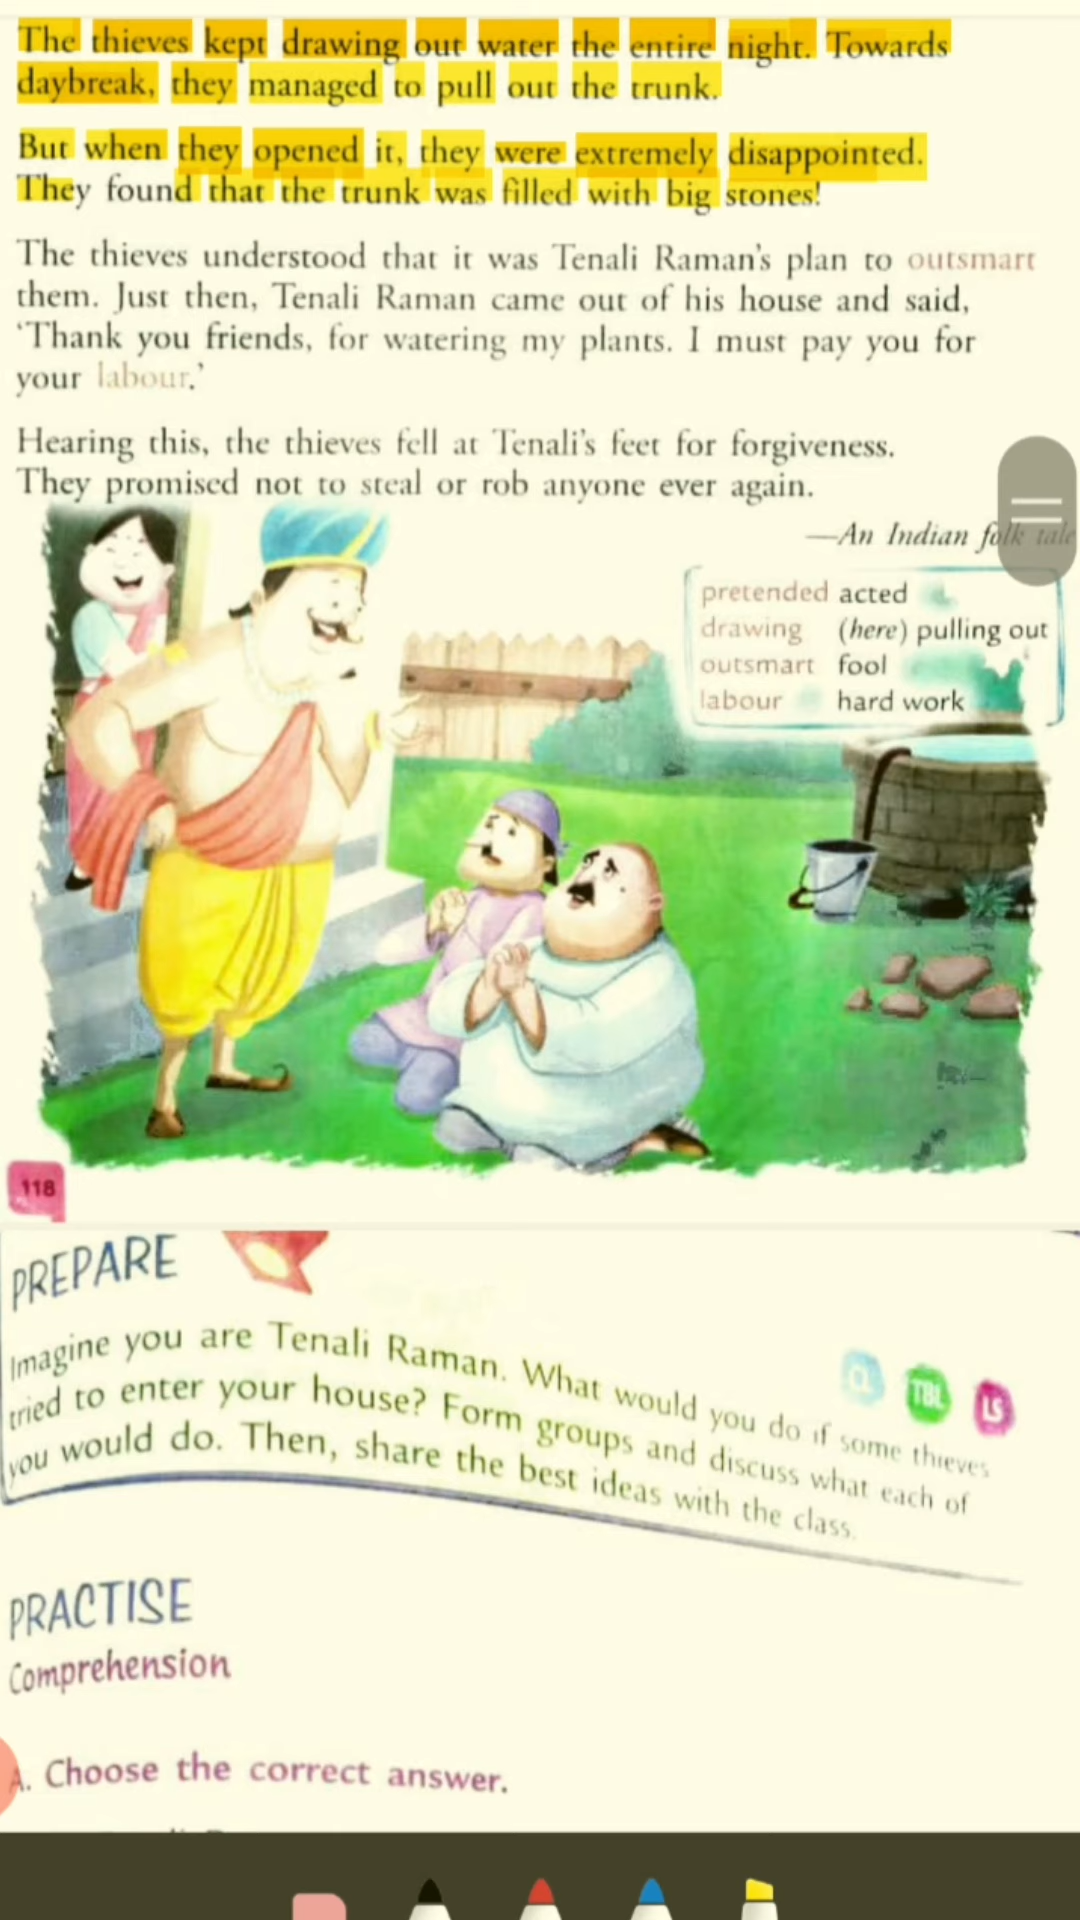 The thieves kept drawing out water the entire night. Towards
daybreak, they managed to pull out the trunk.
But when they opened it, they were extremely disappointed.
They found that the trunk was filled with big stones!
The thieves understood that it was Tenali Raman's plan to outsmart
them. Just then, Tenali Raman came out of his house and said,
'Thank you friends, for watering my plants. I must pay you for
your labour.'
Hearing this, the thieves fell at Tenali's feet for forgiveness.
They promised not to steal or rob anyone ever again.
—An Indian folk tale
pretended acted
drawing (here) pulling out
outsmart fool
labour hard work
118
PREPARE
Imagine you are Tenali Raman. What would you do if some thieves
tried to enter your house? Form groups and discuss what each of
you would do. Then, share the best ideas with the class.
CL TBL LS
PRACTISE
Comprehension
A. Choose the correct answer.